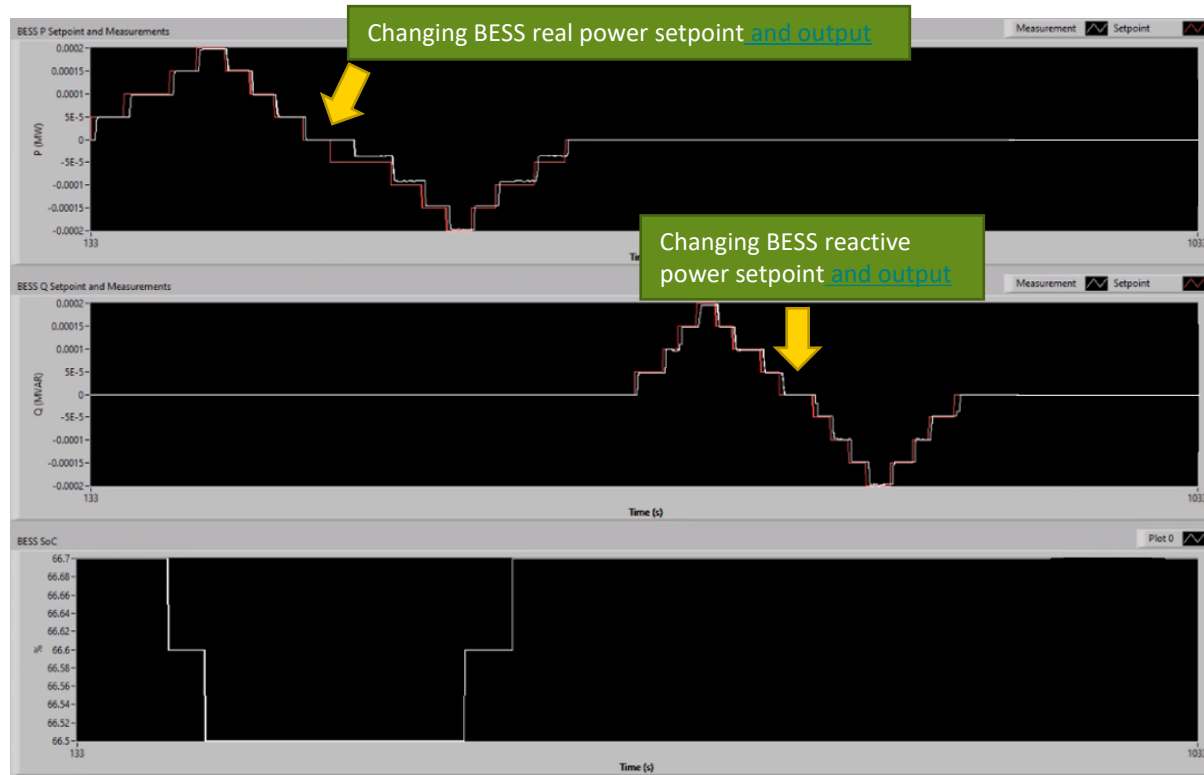 Changing BESS real power setpoint and output
BESS P Setpoint and Measurements
Measurement
Setpoint
0.0002
0.00015
0.0001
5E-5
0
-5E-5
-0.0001
-0.00015
-0.0002
P (MW)
133
103
Changing BESS reactive
power setpoint and output
BESS Q Setpoint and Measurements
Measurement
Setpoint
0.0002
0.00015
0.0001
5E-5
0
-5E-5
-0.0001
-0.00015
-0.0002
Q (MVAR)
133
103
Time (s)
BESS SoC
Plot 0
66.7
66.68
66.66
66.64
66.62
66.6
66.58
66.56
66.54
66.52
66.5
%
133
Time (s)